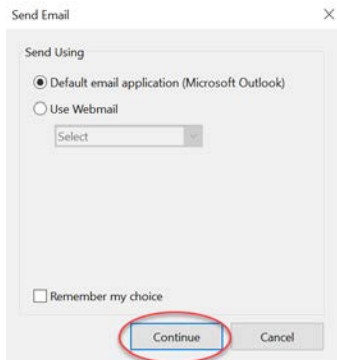 Send Email
Send Using
Default email application (Microsoft Outlook)
Use Webmail
Select
Remember my choice
Continue
Cancel